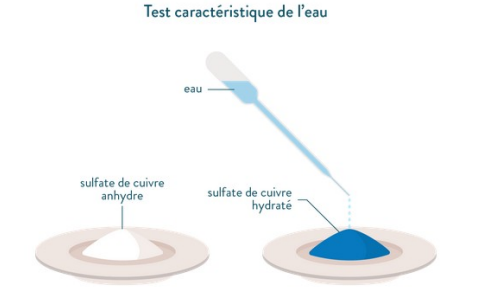 Test caractéristique de l'eau
eau
sulfate de cuivre
anhydre
sulfate de cuivre
hydraté